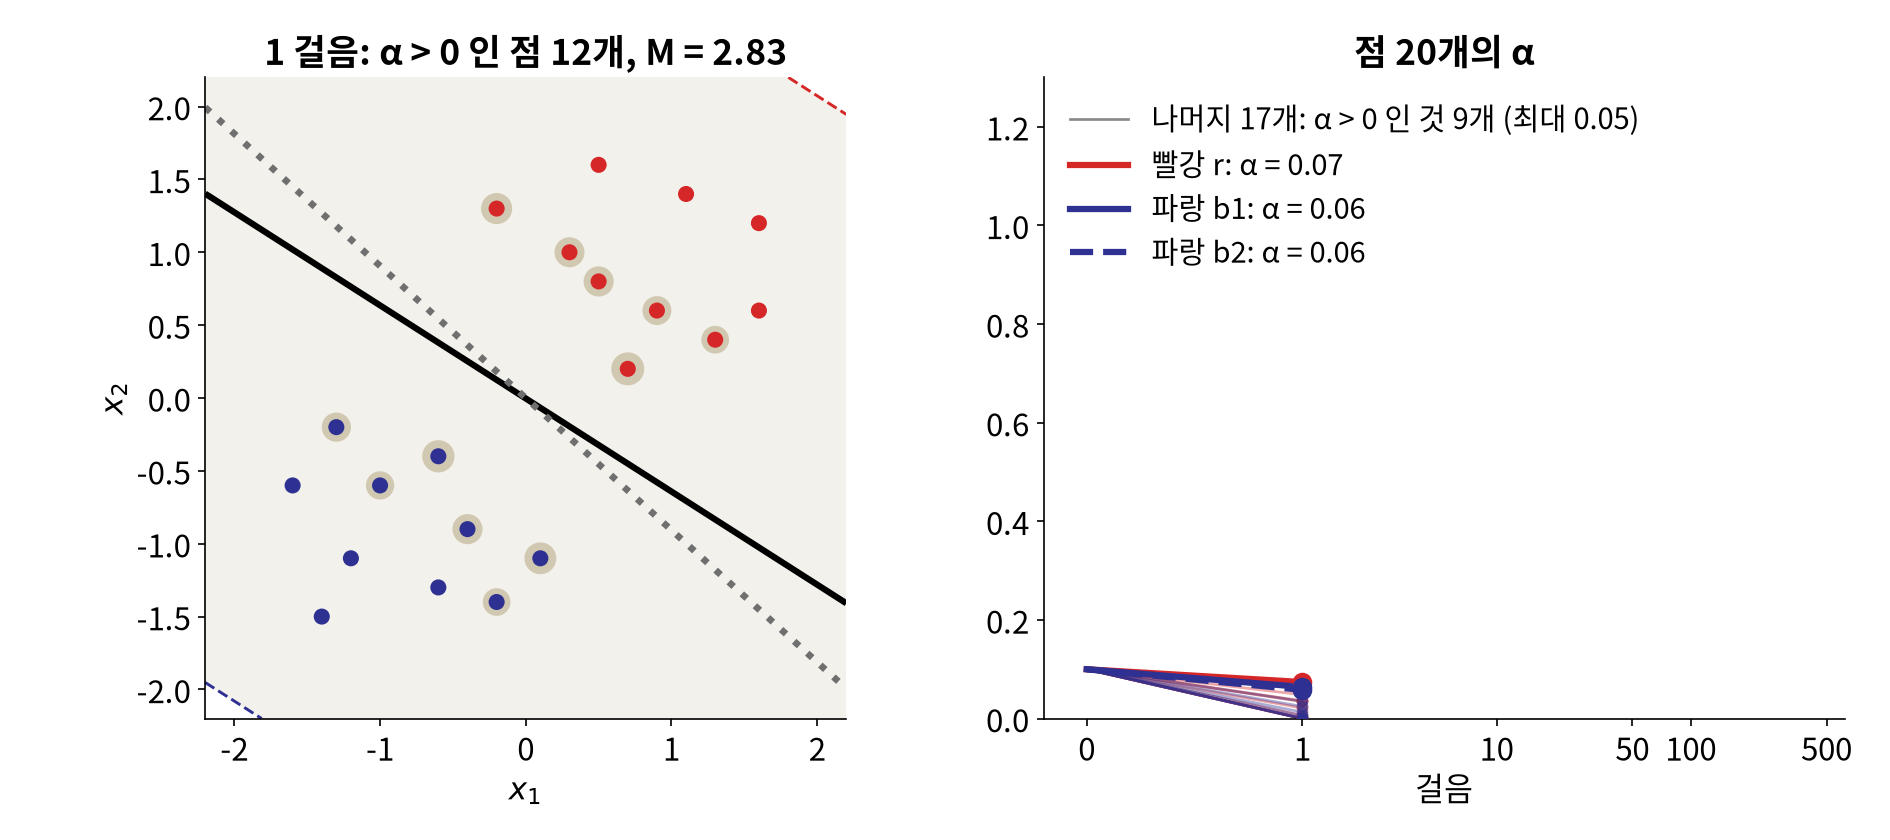 1 걸음: α > 0 인 점 12개, M = 2.83
2.0
1.5
1.0
0.5
0.0
-0.5
-1.0
-1.5
-2.0
x₂
-2 -1 0 1 2
x₁
점 20개의 α
나머지 17개: α > 0 인 것 9개 (최대 0.05)
빨강 r: α = 0.07
파랑 b1: α = 0.06
파랑 b2: α = 0.06
1.2
1.0
0.8
0.6
0.4
0.2
0.0
0 1 10 50 100 500
걸음